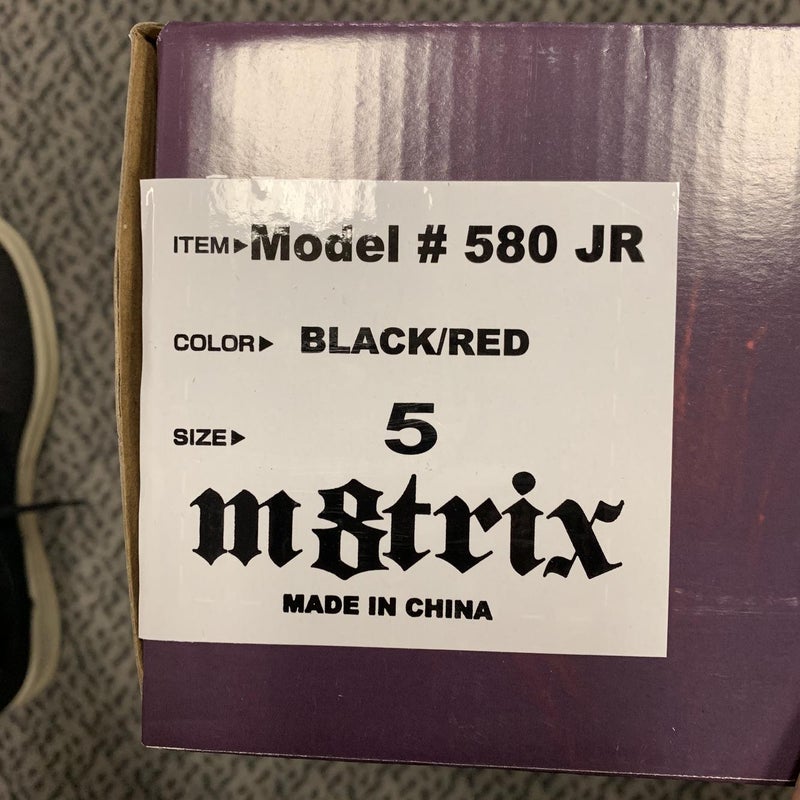 ITEM▶Model # 580 JR
COLOR▶ BLACK/RED
SIZE▶ 5
m8trix
MADE IN CHINA